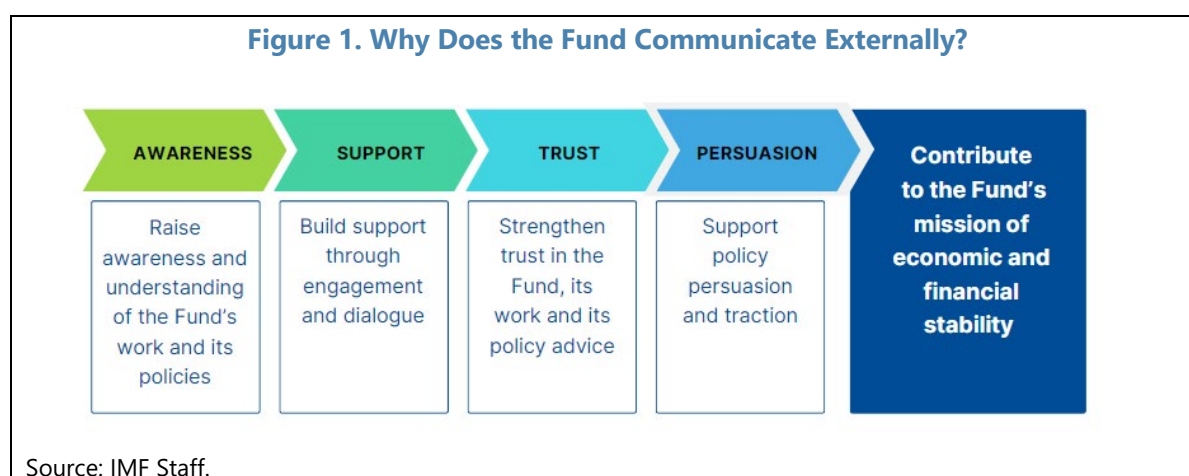 Figure 1. Why Does the Fund Communicate Externally?
AWARENESS
SUPPORT
TRUST
PERSUASION
Raise
awareness and
understanding
of the Fund's
work and its
policies
Build support
through
engagement
and dialogue
Strengthen
trust in the
Fund, its
work and its
policy advice
Support
policy
persuasion
and traction
Contribute
to the Fund's
mission of
economic and
financial
stability
Source: IMF Staff.